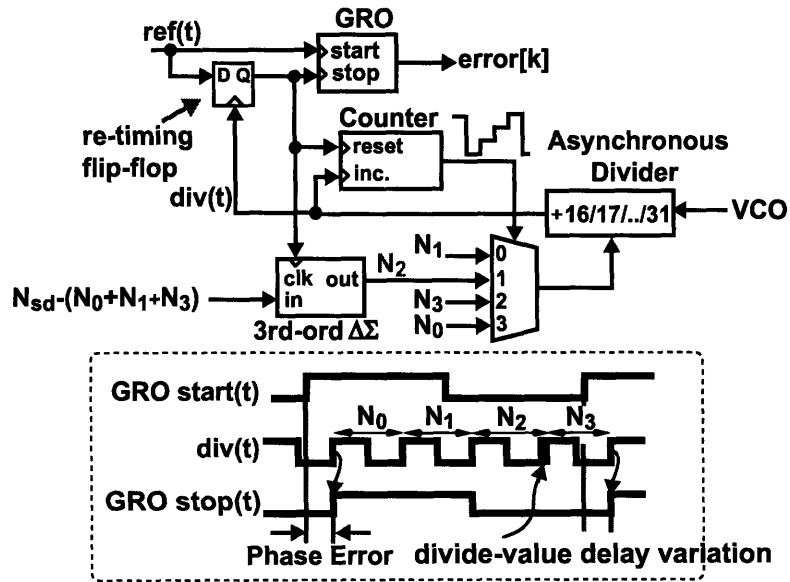 GRO
ref(t)
start
stop
error[k]
D Q
re-timing
flip-flop
Counter
reset
inc.
Asynchronous
Divider
div(t)
+16/17/../31
VCO
N1
N2
N3
N0
0
1
2
3
clk out
in
Nsd-(N0+N1+N3)
3rd-ord ΔΣ
GRO start(t)
N0 N1 N2 N3
div(t)
GRO stop(t)
Phase Error
divide-value delay variation